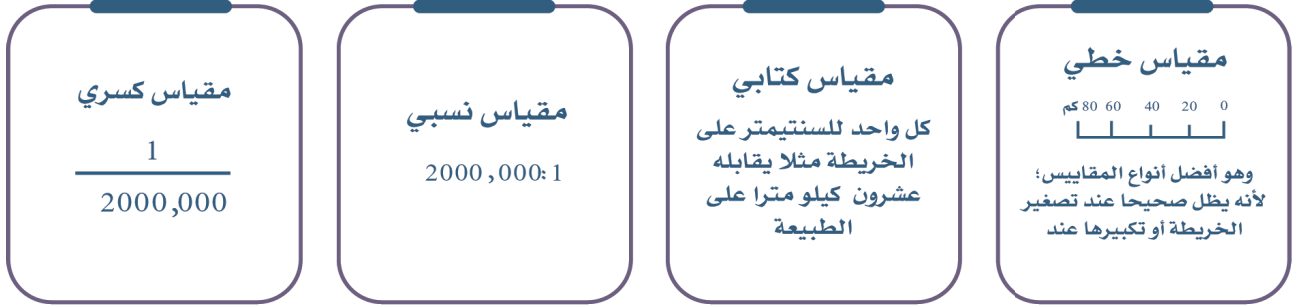 مقياس خطي
80 60 40 20 0 كم
وهو أفضل أنواع المقاييس؛
لأنه يظل صحيحا عند تصغير
الخريطة أو تكبيرها عند
مقياس كتابي
كل واحد للسنتيمتر على
الخريطة مثلا يقابله
عشرون كيلو مترا على
الطبيعة
مقياس نسبي
2000,000:1
مقياس كسري
1
2000,000